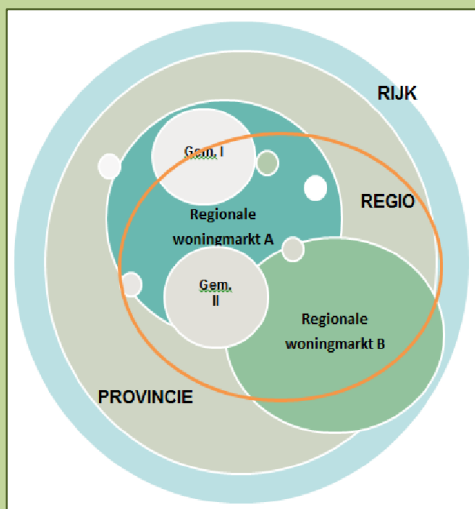 RIJK
Gem. I
REGIO
Regionale
woningmarkt A
Gem.
II
Regionale
woningmarkt B
PROVINCIE